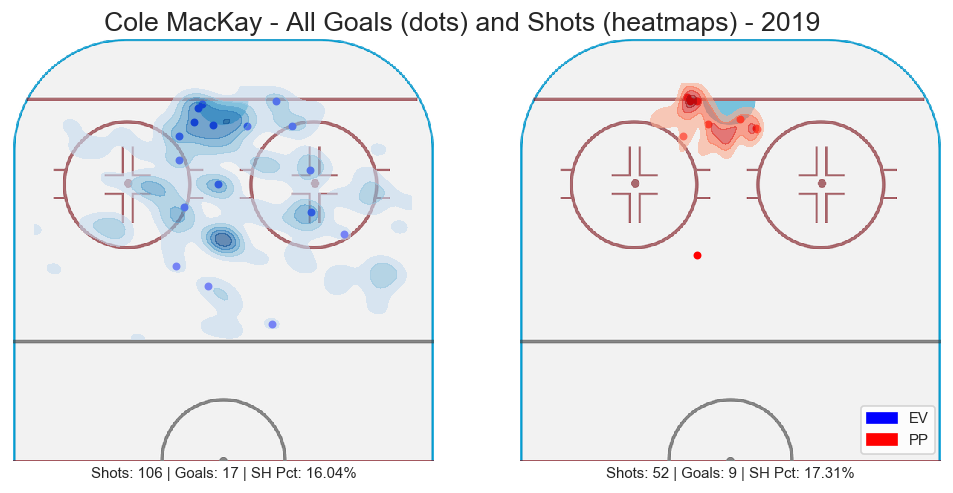 Cole MacKay - All Goals (dots) and Shots (heatmaps) - 2019
EV
PP
Shots: 106 | Goals: 17 | SH Pct: 16.04%
Shots: 52 | Goals: 9 | SH Pct: 17.31%